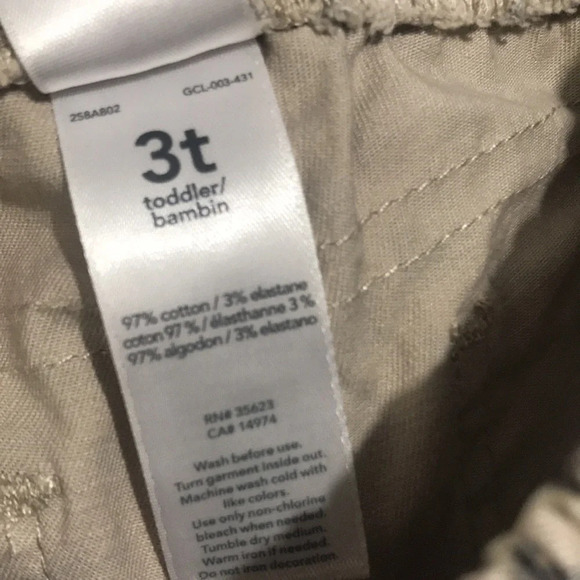 258AB02 GCL-003-431
3t
toddler/
bambin
97% cotton / 3% elastane
coton 97 % / élasthanne 3 %
97% algodon / 3% elastano
RN# 35623
CA# 14974
Wash before use.
Turn garment inside out.
Machine wash cold with
like colors.
Use only non-chlorine
bleach when needed.
Tumble dry medium.
Warm iron if needed.
Do not iron decoration.